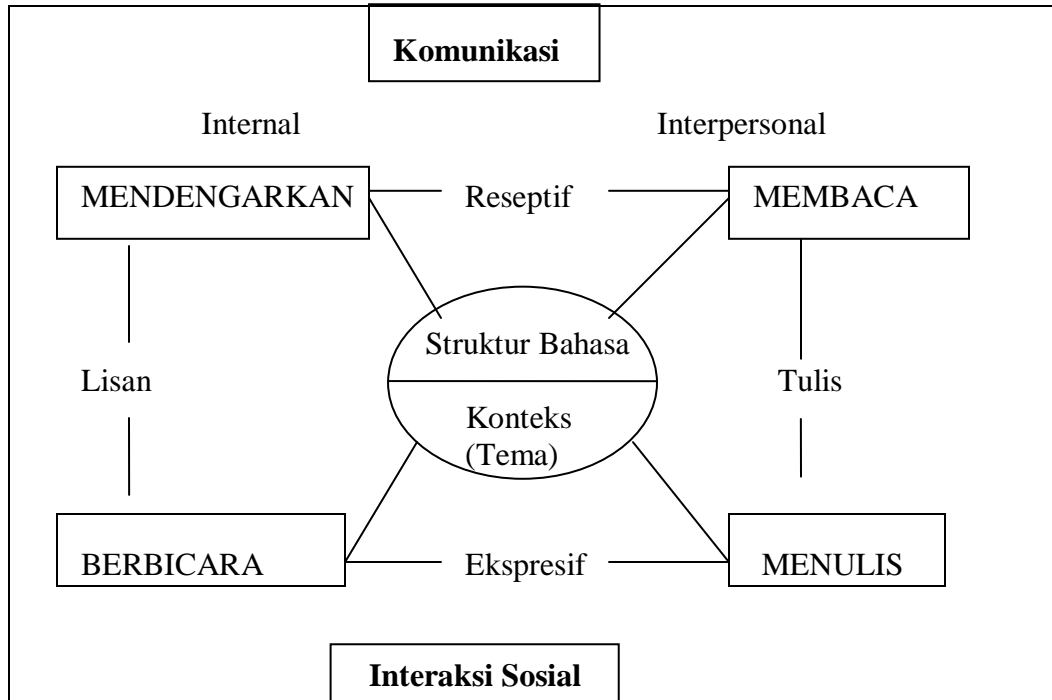 Komunikasi
Internal Interpersonal
MENDENGARKAN Reseptif MEMBACA
Struktur Bahasa
Lisan Tulis
Konteks
(Tema)
BERBICARA Ekspresif MENULIS
Interaksi Sosial